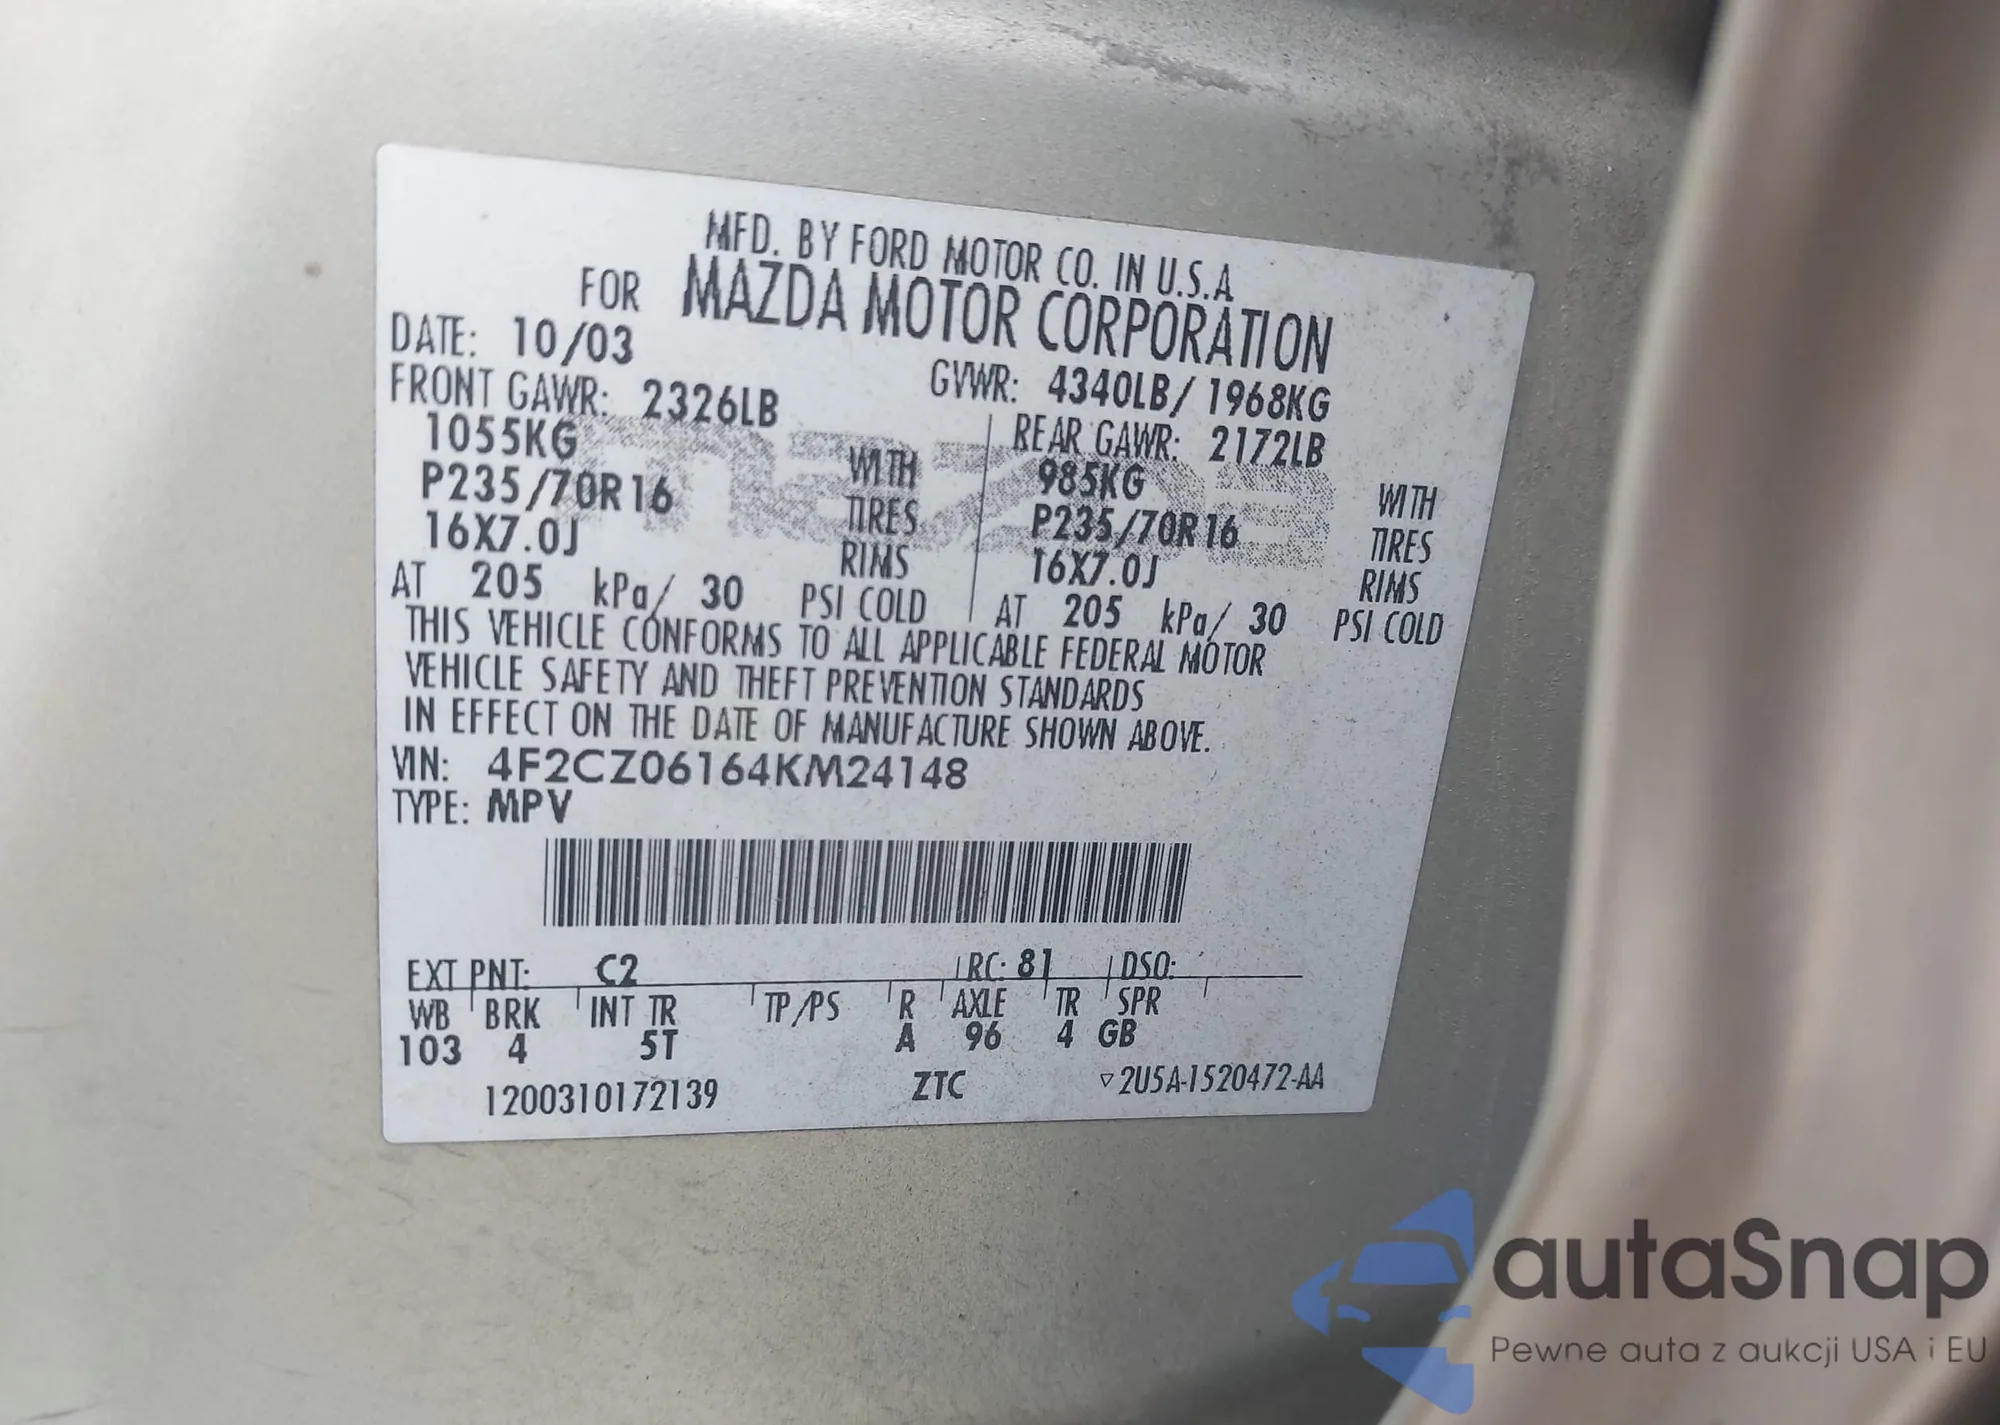 MFD. BY FORD MOTOR CO. IN U.S.A
FOR MAZDA MOTOR CORPORATION
DATE: 10/03 GVWR: 4340LB/ 1968KG
FRONT GAWR: 2326LB REAR GAWR: 2172LB
1055KG WITH 985KG WITH
P235/70R16 TIRES P235/70R16 TIRES
16X7.0J RIMS 16X7.0J RIMS
AT 205 kPa/ 30 PSI COLD AT 205 kPa/ 30 PSI COLD
mazda
THIS VEHICLE CONFORMS TO ALL APPLICABLE FEDERAL MOTOR
VEHICLE SAFETY AND THEFT PREVENTION STANDARDS
IN EFFECT ON THE DATE OF MANUFACTURE SHOWN ABOVE.
VIN: 4F2CZ06164KM24148
TYPE: MPV
EXT PNT: C2 RC: 81 DSO:
WB BRK INT TR TP/PS R AXLE TR SPR
103 4 5T A 96 4 GB
1200310172139 ZTC ▽2U5A-1520472-AA
autaSnap
Pewne auta z aukcji USA i EU